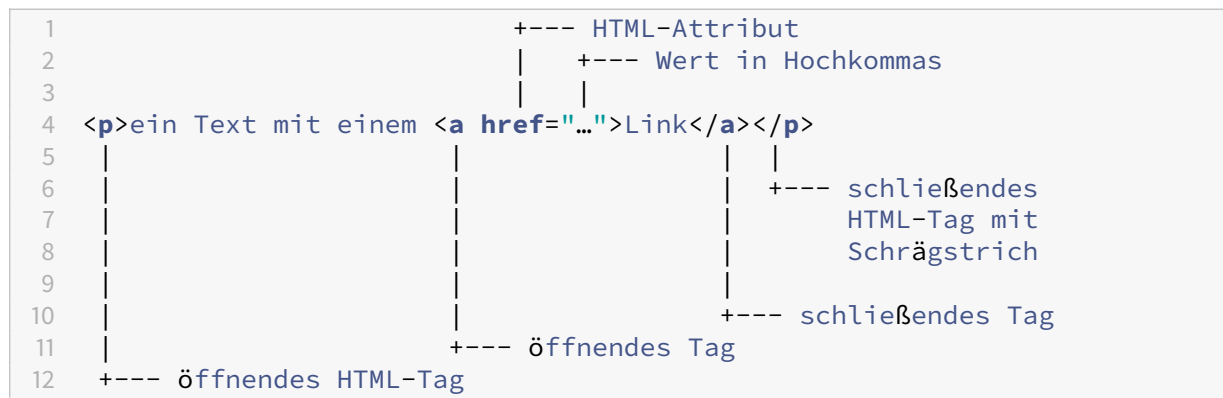 1                                +--- HTML-Attribut
2                                |   +--- Wert in Hochkommas
3                                |   |
4  <p>ein Text mit einem <a href="…">Link</a></p>
5   |                     |                |  |
6   |                     |                |  +--- schließendes
7   |                     |                |       HTML-Tag mit
8   |                     |                |       Schrägstrich
9   |                     |                |
10  |                     |                +--- schließendes Tag
11  |                     +--- öffnendes Tag
12  +--- öffnendes HTML-Tag